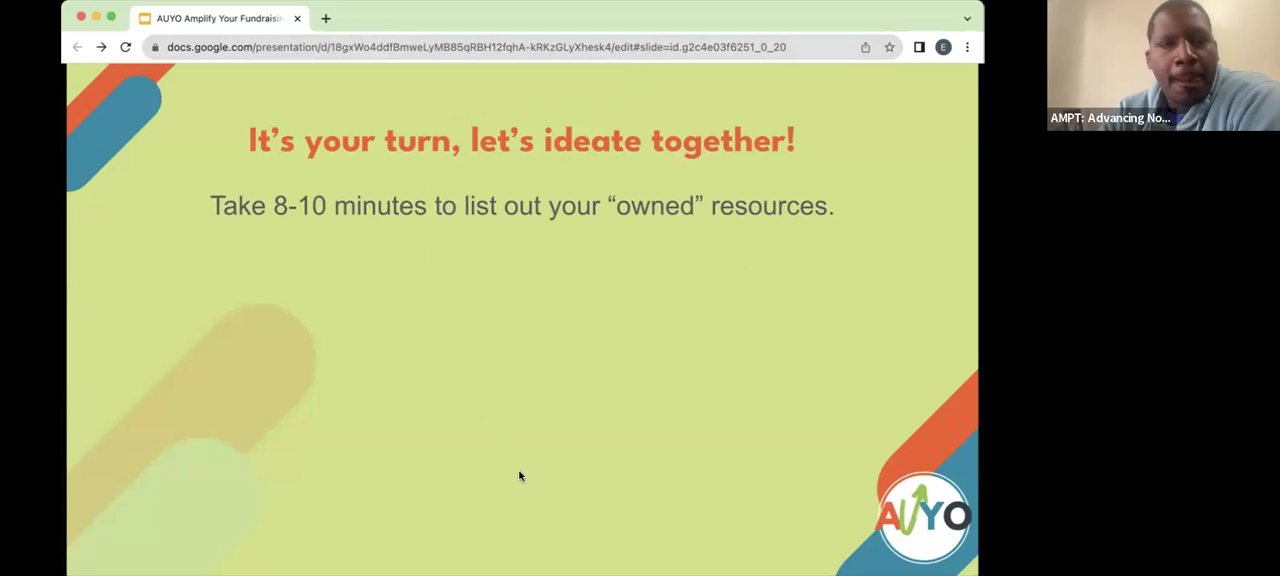 AUYO Amplify Your Fundraisin
docs.google.com/presentation/d/18gxWo4ddfBmweLyMB85qRBH12fqhA-kRKzGLyXhesk4/edit#slide=id.g2c4e03f6251_0_20
E
AMPT: Advancing No...
It's your turn, let's ideate together!
Take 8-10 minutes to list out your “owned” resources.
AUYO